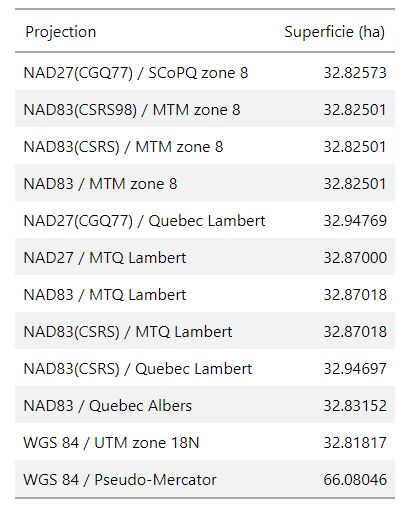 Projection Superficie (ha)
NAD27(CGQ77) / SCoPQ zone 8 32.82573
NAD83(CSRS98) / MTM zone 8 32.82501
NAD83(CSRS) / MTM zone 8 32.82501
NAD83 / MTM zone 8 32.82501
NAD27(CGQ77) / Quebec Lambert 32.94769
NAD27 / MTQ Lambert 32.87000
NAD83 / MTQ Lambert 32.87018
NAD83(CSRS) / MTQ Lambert 32.87018
NAD83(CSRS) / Quebec Lambert 32.94697
NAD83 / Quebec Albers 32.83152
WGS 84 / UTM zone 18N 32.81817
WGS 84 / Pseudo-Mercator 66.08046